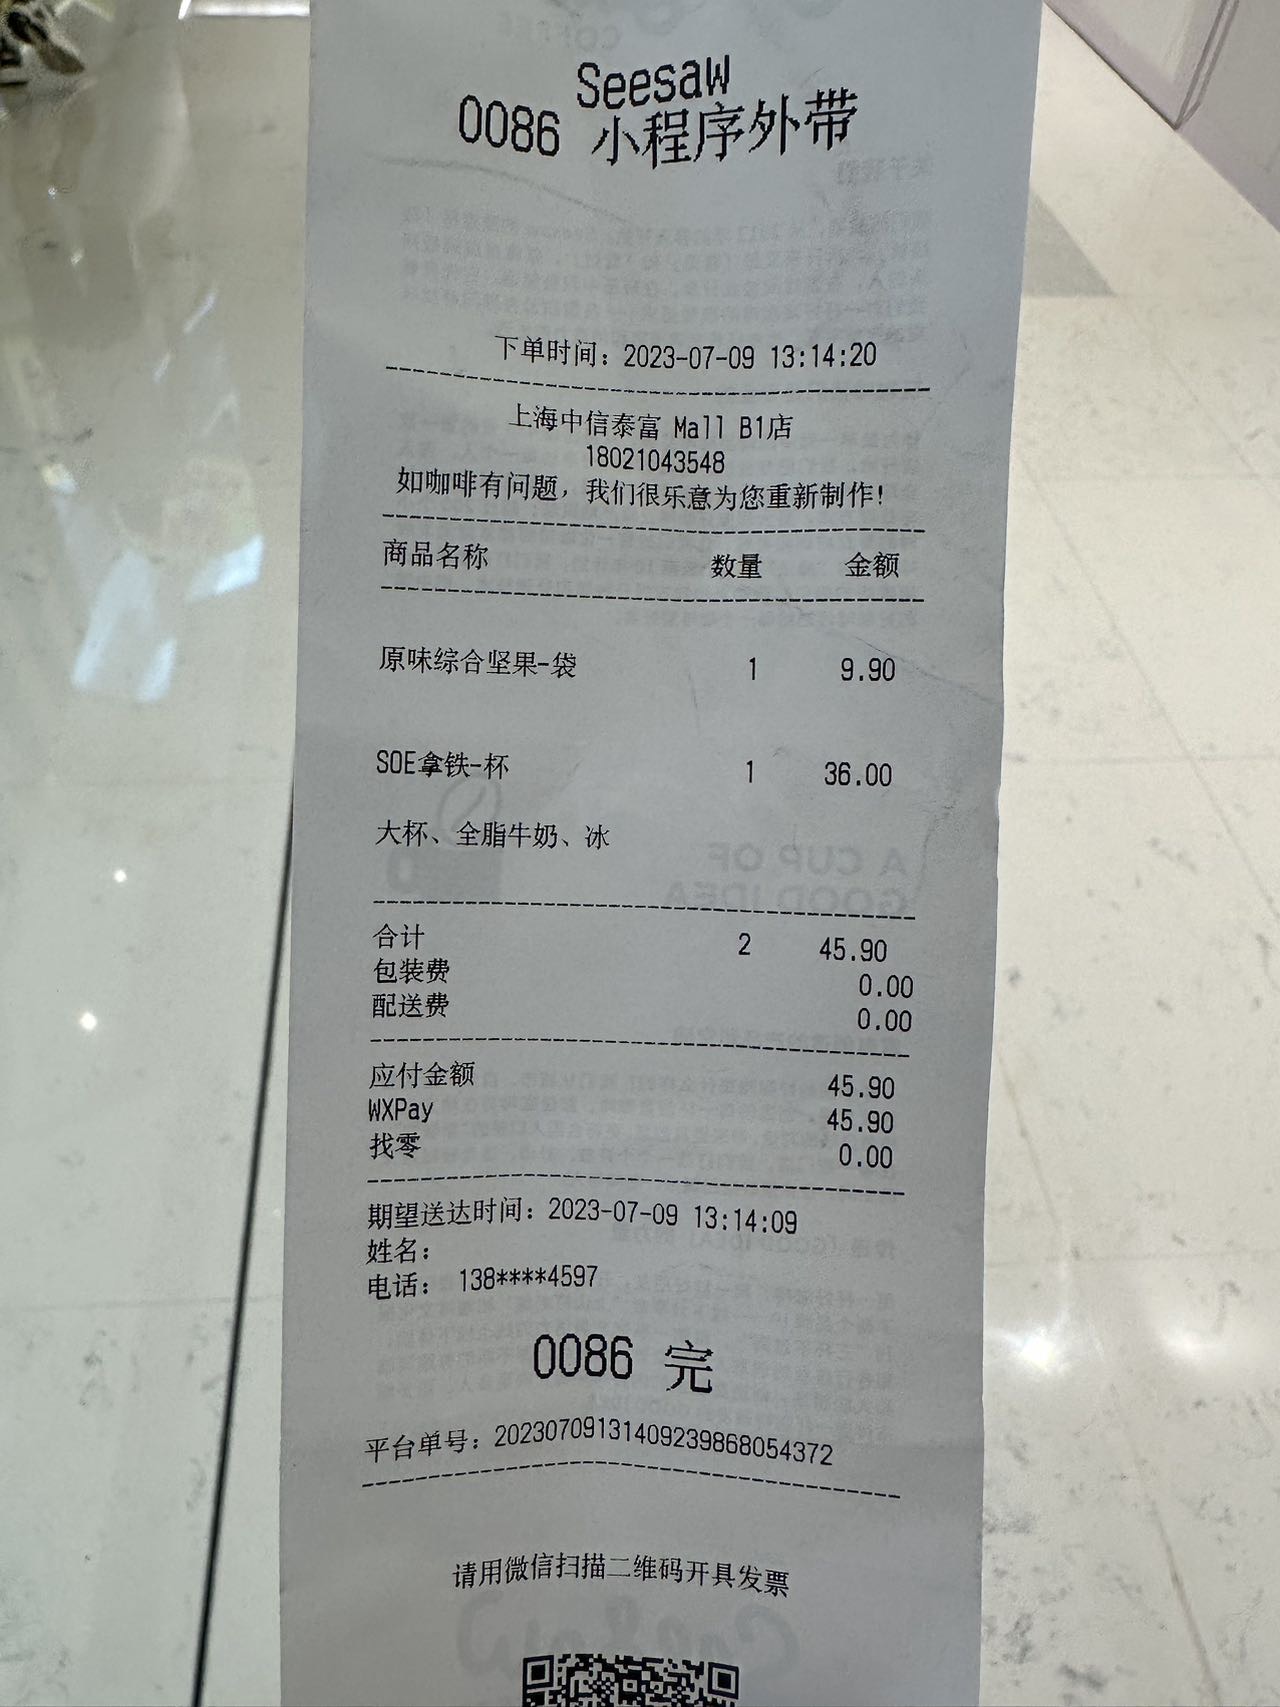 Seesaw
0086 小程序外带
下单时间：2023-07-09 13:14:20
上海中信泰富 Mall B1店
18021043548
如咖啡有问题，我们很乐意为您重新制作！
商品名称 数量 金额
原味综合坚果-袋 1 9.90
SOE拿铁-杯 1 36.00
大杯、全脂牛奶、冰
A CUP OF
GOOD IDEA
合计 2 45.90
包装费 0.00
配送费 0.00
应付金额 45.90
WXPay 45.90
找零 0.00
期望送达时间：2023-07-09 13:14:09
姓名：
电话： 138****4597
0086 完
平台单号：20230709131409239868054372
请用微信扫描二维码开具发票